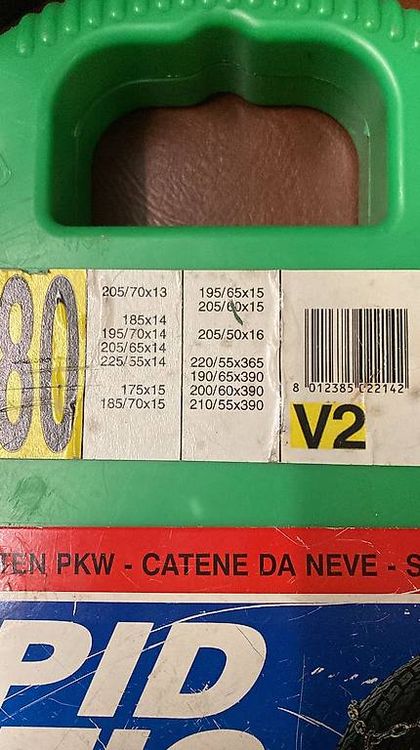 80
205/70x13
185x14
195/70x14
205/65x14
225/55x14
175x15
185/70x15
195/65x15
205/60x15
205/50x16
220/55x365
190/65x390
200/60x390
210/55x390
8 012385 022142
V2
TEN PKW - CATENE DA NEVE - S
PID